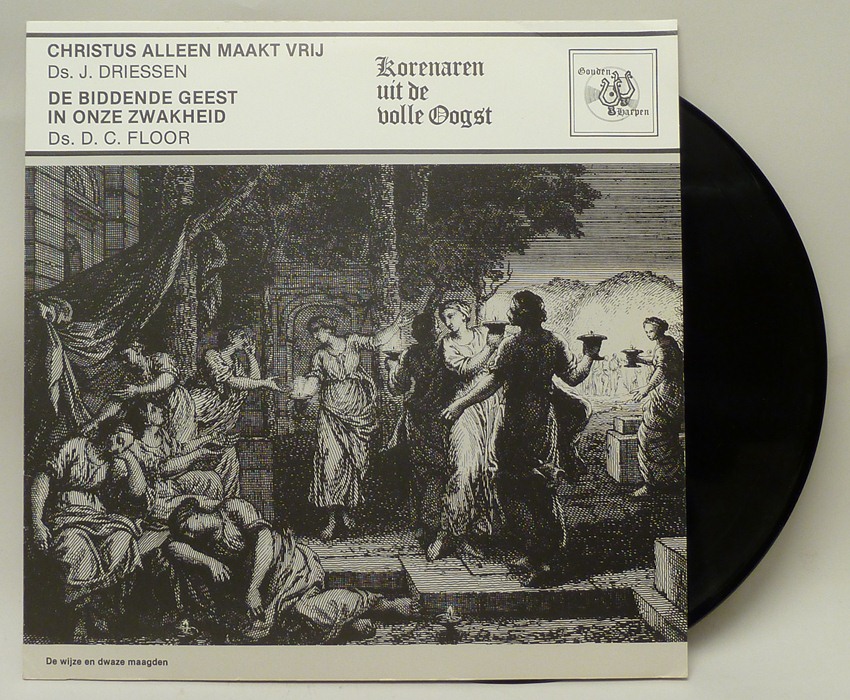 CHRISTUS ALLEEN MAAKT VRIJ
Ds. J. DRIESSEN
DE BIDDENDE GEEST
IN ONZE ZWAKHEID
Ds. D. C. FLOOR
Korenaren
uit de
volle Oogst
Gouden
Harpen
De wijze en dwaze maagden